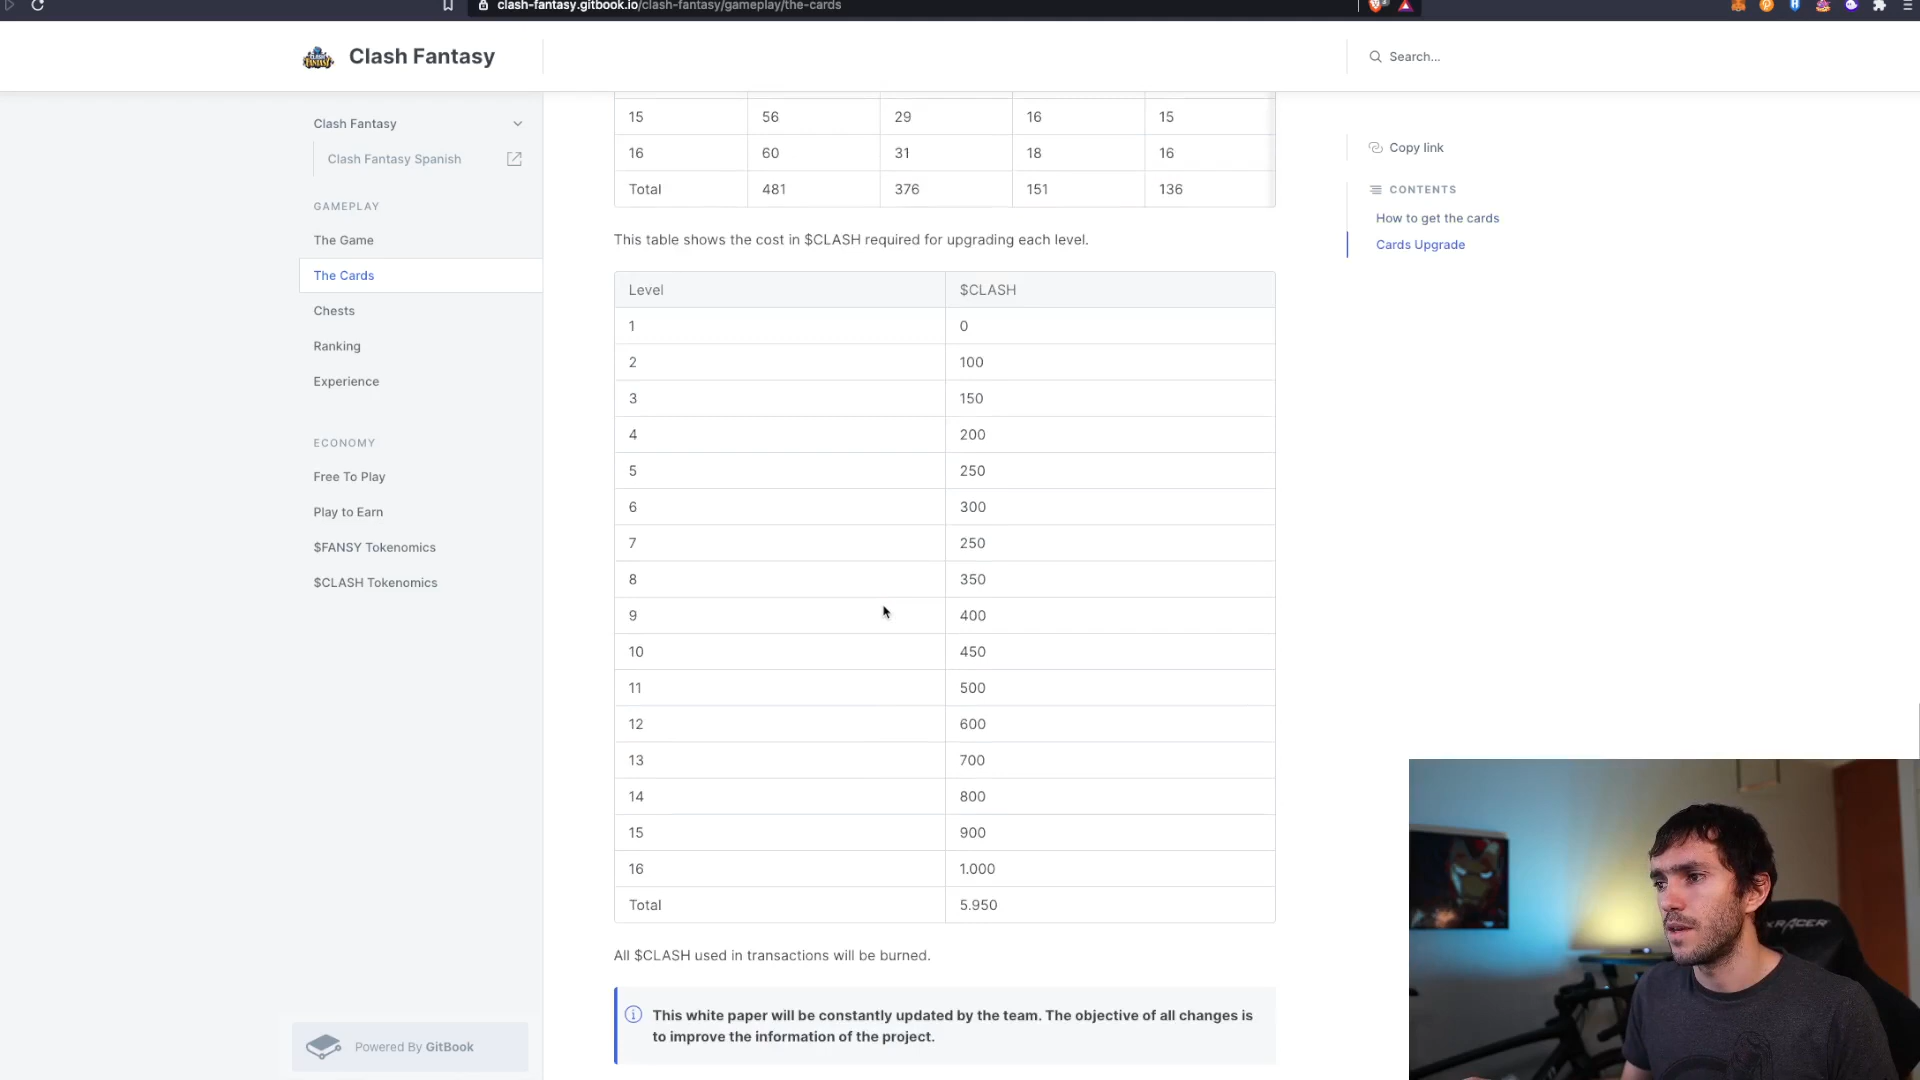 clash-fantasy.gitbook.io/clash-fantasy/gameplay/the-cards
Clash Fantasy
Search...
Clash Fantasy
Clash Fantasy Spanish
GAMEPLAY
The Game
The Cards
Chests
Ranking
Experience
ECONOMY
Free To Play
Play to Earn
$FANSY Tokenomics
$CLASH Tokenomics
Powered By GitBook
15 56 29 16 15
16 60 31 18 16
Total 481 376 151 136
This table shows the cost in $CLASH required for upgrading each level.
Level $CLASH
1 0
2 100
3 150
4 200
5 250
6 300
7 250
8 350
9 400
10 450
11 500
12 600
13 700
14 800
15 900
16 1.000
Total 5.950
All $CLASH used in transactions will be burned.
This white paper will be constantly updated by the team. The objective of all changes is
to improve the information of the project.
Copy link
CONTENTS
How to get the cards
Cards Upgrade